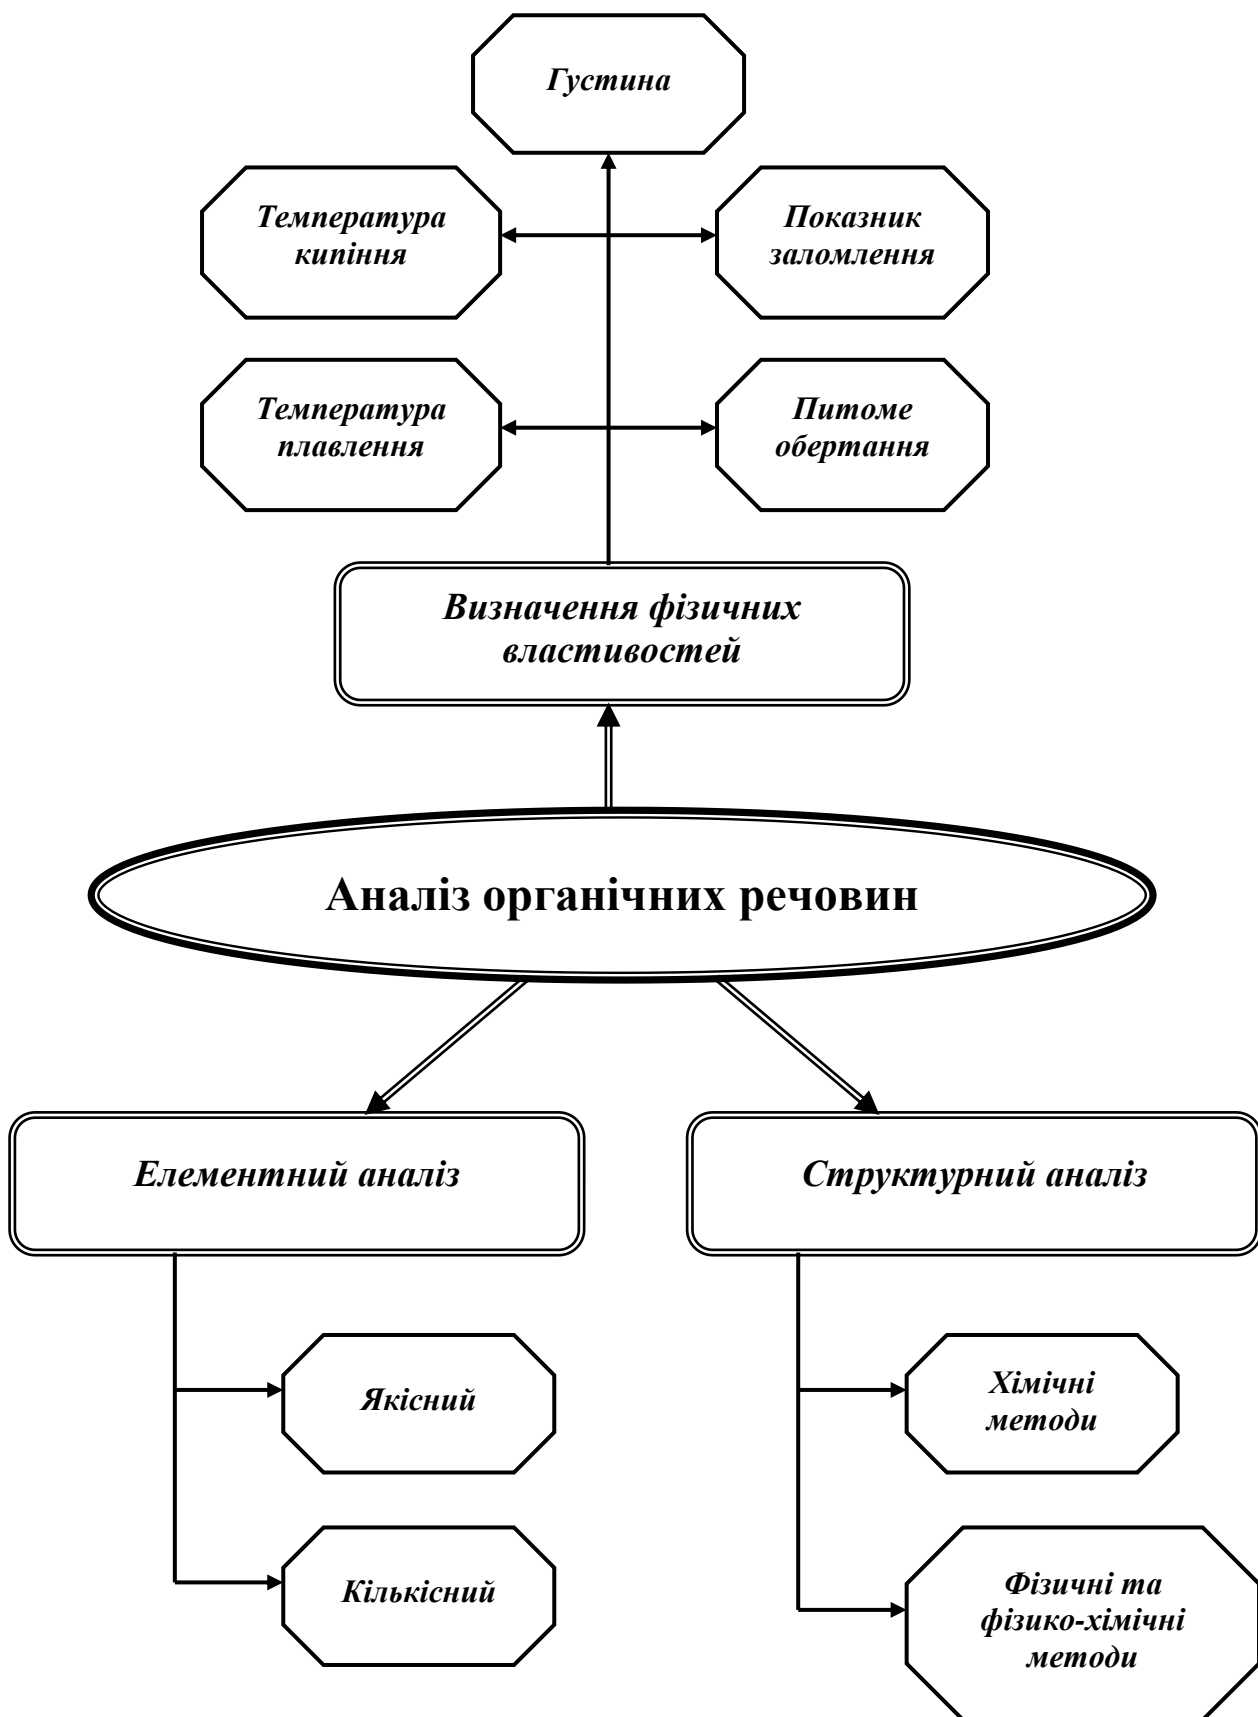 Густина
Температура
кипіння
Показник
заломлення
Температура
плавлення
Питоме
обертання
Визначення фізичних
властивостей
Аналіз органічних речовин
Елементний аналіз
Структурний аналіз
Якісний
Хімічні
методи
Кількісний
Фізичні та
фізико-хімічні
методи